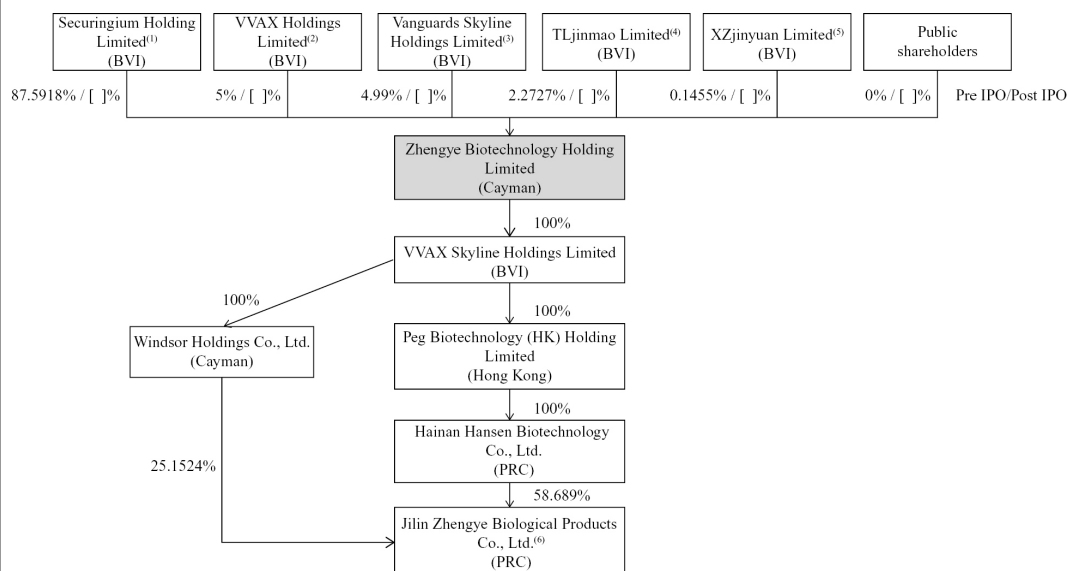 Securingium Holding
Limited(1)
(BVI)
VVAX Holdings
Limited(2)
(BVI)
Vanguards Skyline
Holdings Limited(3)
(BVI)
TLjinmao Limited(4)
(BVI)
XZjinyuan Limited(5)
(BVI)
Public
shareholders
87.5918% / [ ]%
5% / [ ]%
4.99% / [ ]%
2.2727% / [ ]%
0.1455% / [ ]%
0% / [ ]%
Pre IPO/Post IPO
Zhengye Biotechnology Holding
Limited
(Cayman)
100%
VVAX Skyline Holdings Limited
(BVI)
100%
100%
Windsor Holdings Co., Ltd.
(Cayman)
Peg Biotechnology (HK) Holding
Limited
(Hong Kong)
100%
Hainan Hansen Biotechnology
Co., Ltd.
(PRC)
25.1524%
58.689%
Jilin Zhengye Biological Products
Co., Ltd.(6)
(PRC)